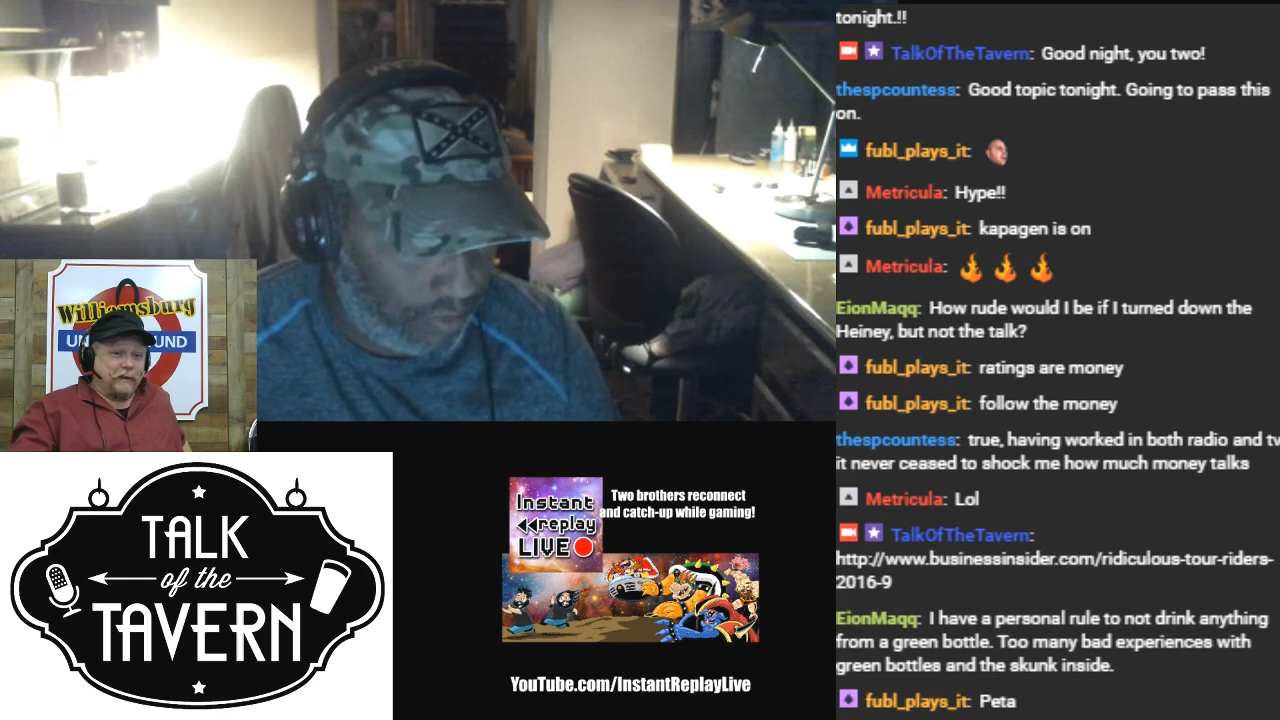 Williamsburg
UND
TALK
of the
TAVERN
Instant
replay
LIVE
Two brothers reconnect
and catch-up while gaming!
YouTube.com/InstantReplayLive
tonight.!!
TalkOfTheTavern: Good night, you two!
thespcountess: Good topic tonight. Going to pass this
on.
fubl_plays_it:
Metricula: Hype!!
fubl_plays_it: kapagen is on
Metricula:
EionMaqq: How rude would I be if I turned down the
Heiney, but not the talk?
fubl_plays_it: ratings are money
fubl_plays_it: follow the money
thespcountess: true, having worked in both radio and tv
it never ceased to shock me how much money talks
Metricula: Lol
TalkOfTheTavern:
http://www.businessinsider.com/ridiculous-tour-riders-
2016-9
EionMaqq: I have a personal rule to not drink anything
from a green bottle. Too many bad experiences with
green bottles and the skunk inside.
fubl_plays_it: Peta